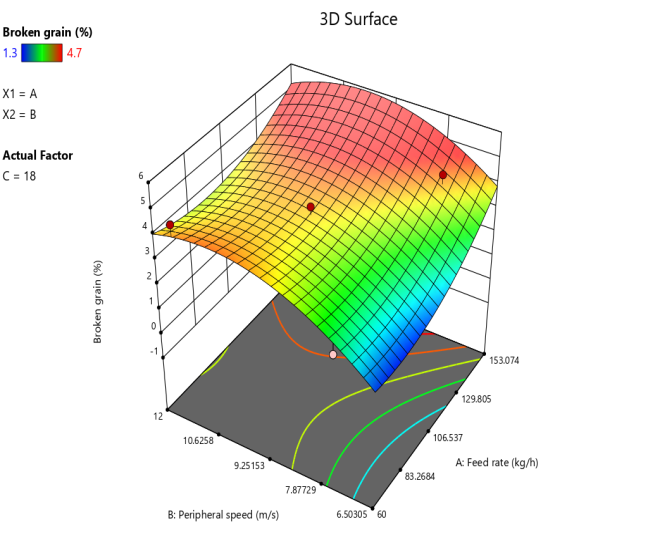 3D Surface
Broken grain (%)
1.3 4.7
X1 = A
X2 = B
Actual Factor
C = 18
6
5
4
3
2
1
0
-1
Broken grain (%)
12
10.6258
9.25153
7.87729
6.50305
B: Peripheral speed (m/s)
60
83.2684
106.537
129.805
153.074
A: Feed rate (kg/h)